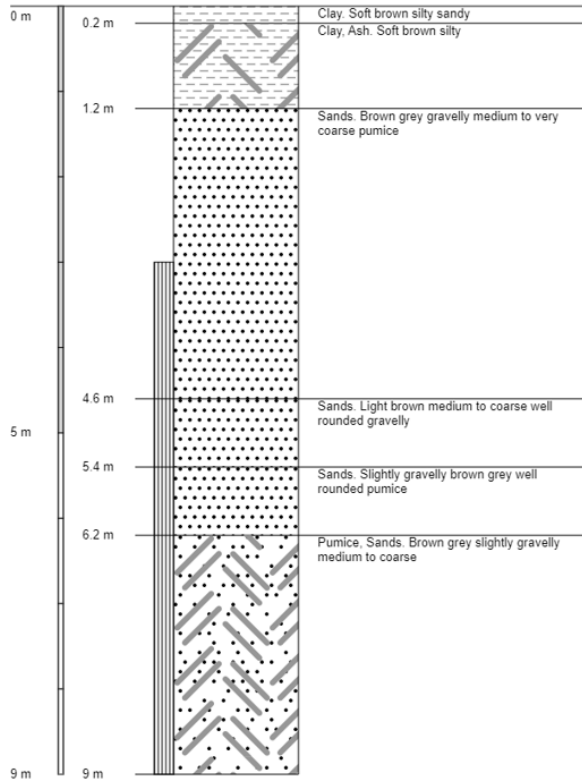 0 m
Clay. Soft brown silty sandy
0.2 m
Clay, Ash. Soft brown silty
1.2 m
Sands. Brown grey gravelly medium to very
coarse pumice
4.6 m
Sands. Light brown medium to coarse well
rounded gravelly
5 m
5.4 m
Sands. Slightly gravelly brown grey well
rounded pumice
6.2 m
Pumice, Sands. Brown grey slightly gravelly
medium to coarse
9 m
9 m